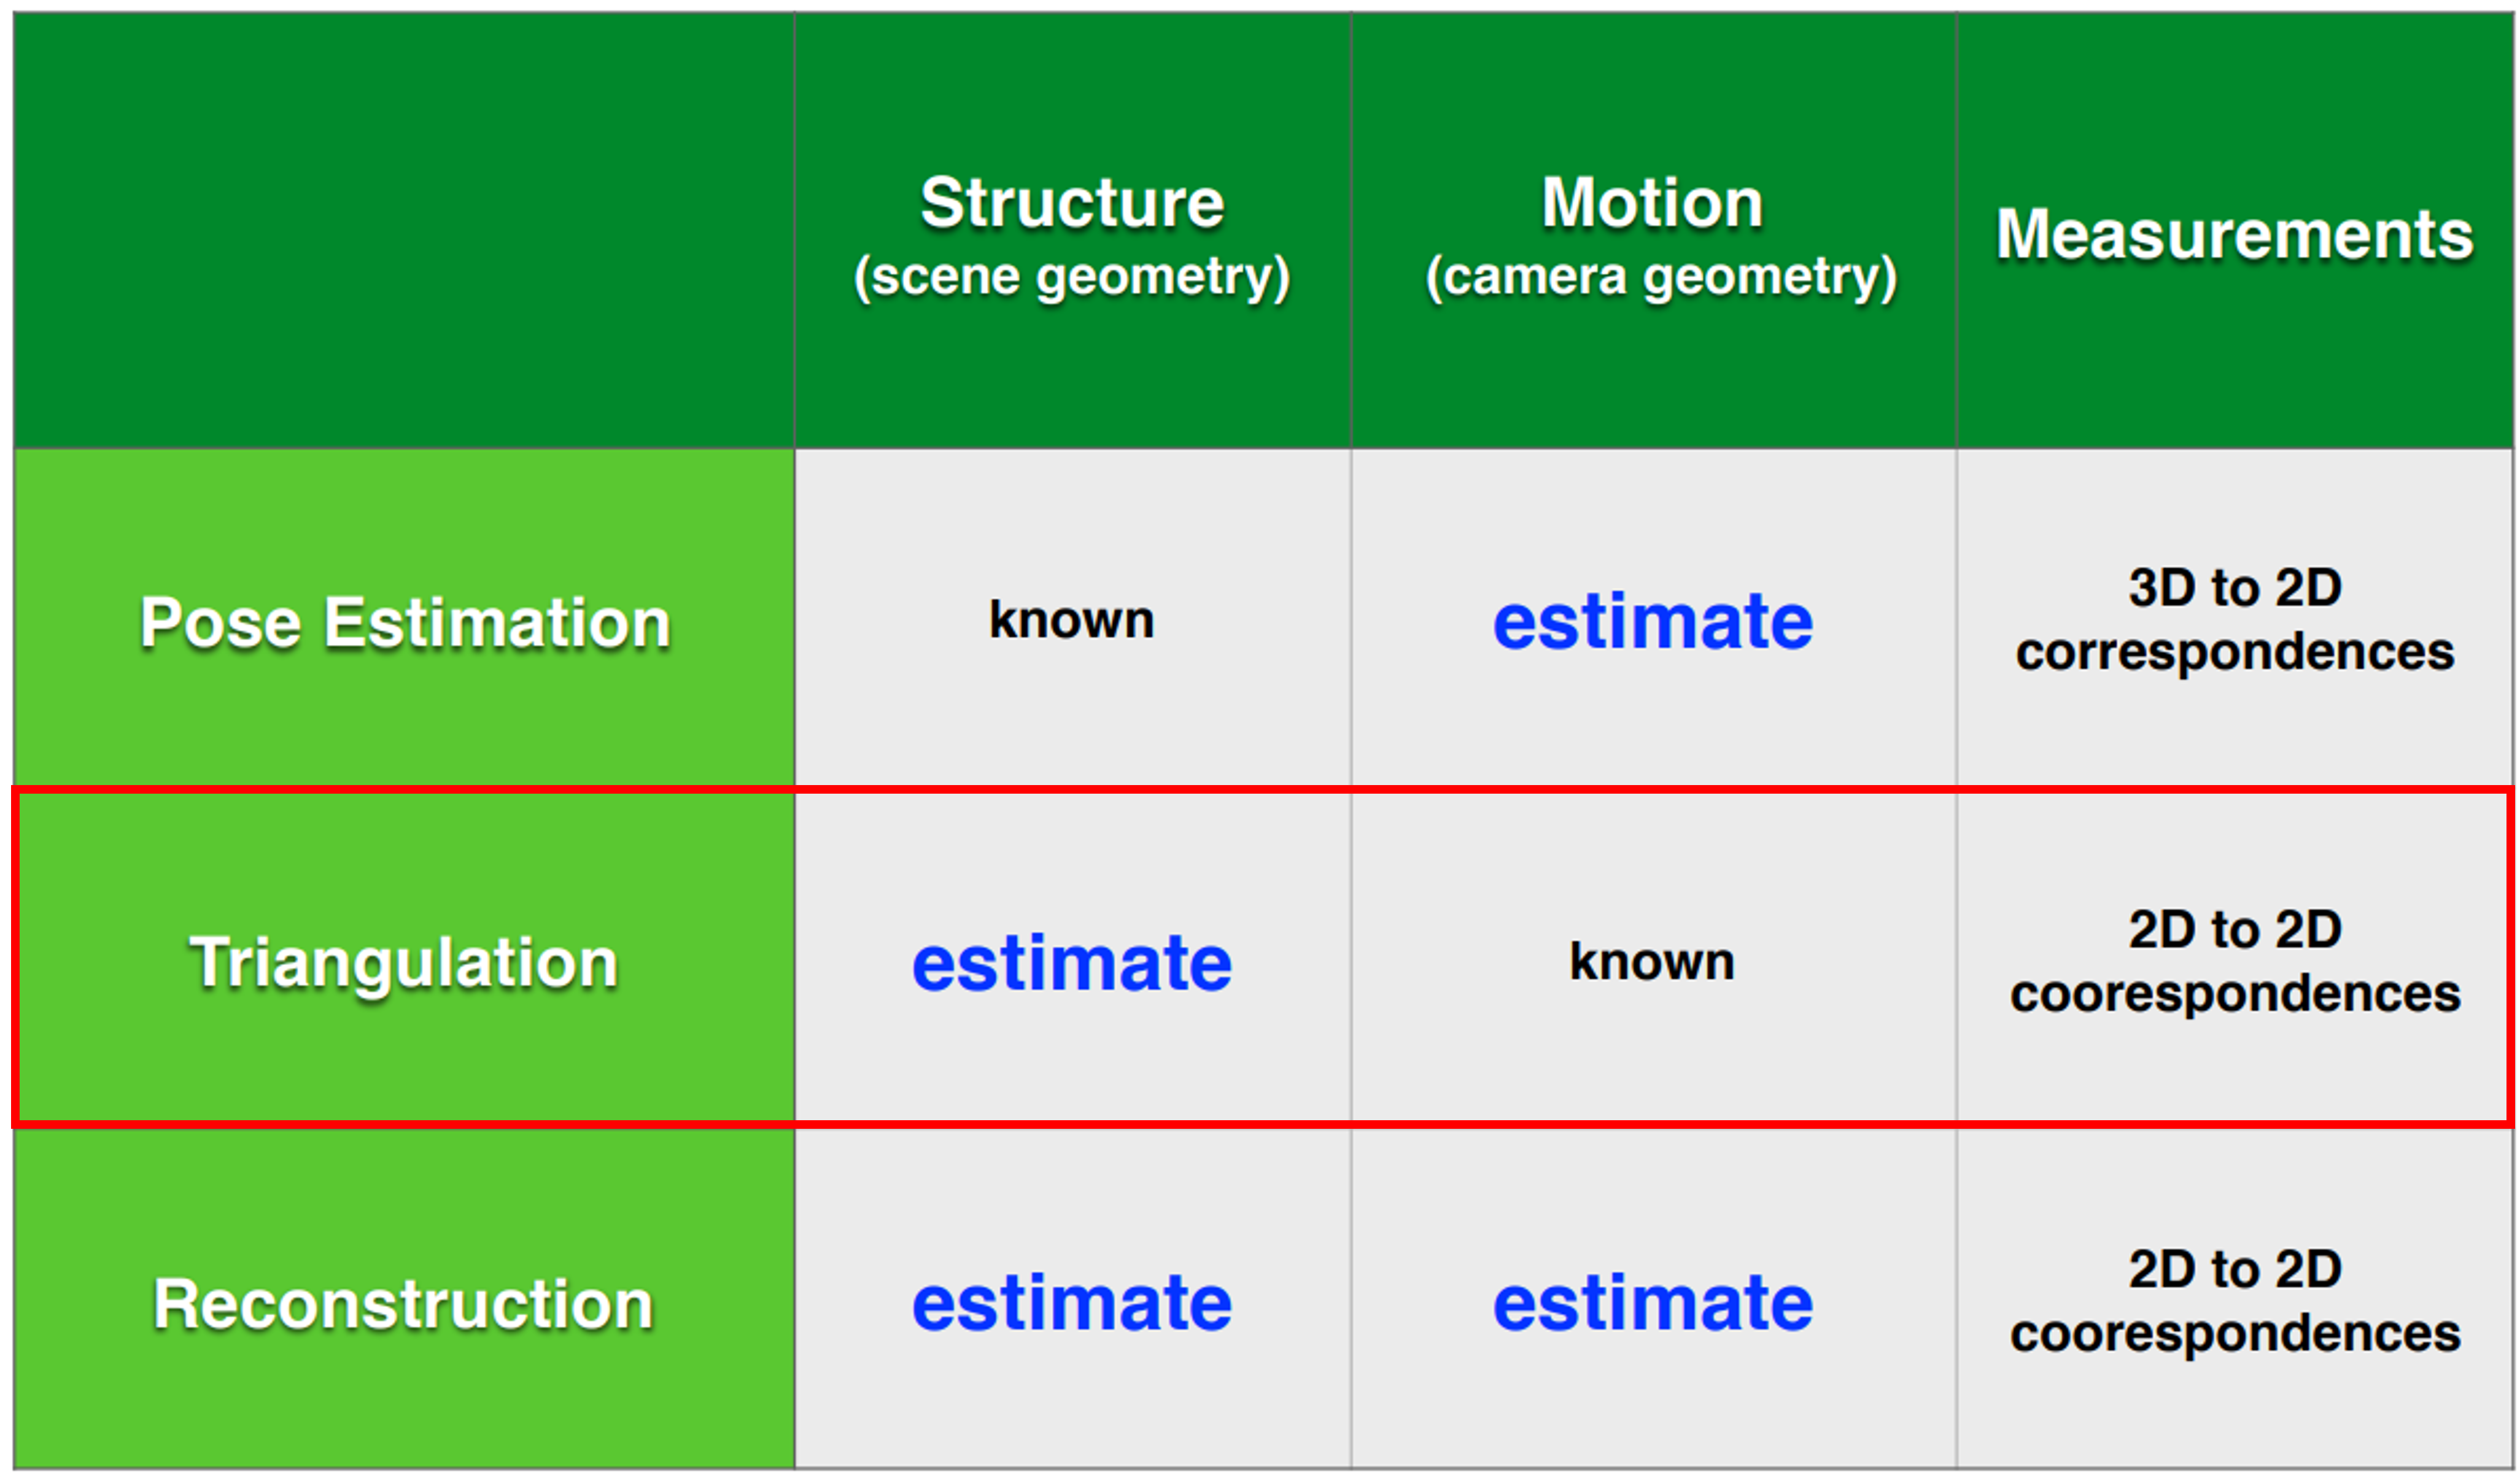 Structure
(scene geometry)
Motion
(camera geometry)
Measurements
Pose Estimation
known
estimate
3D to 2D
correspondences
Triangulation
estimate
known
2D to 2D
coorespondences
Reconstruction
estimate
estimate
2D to 2D
coorespondences